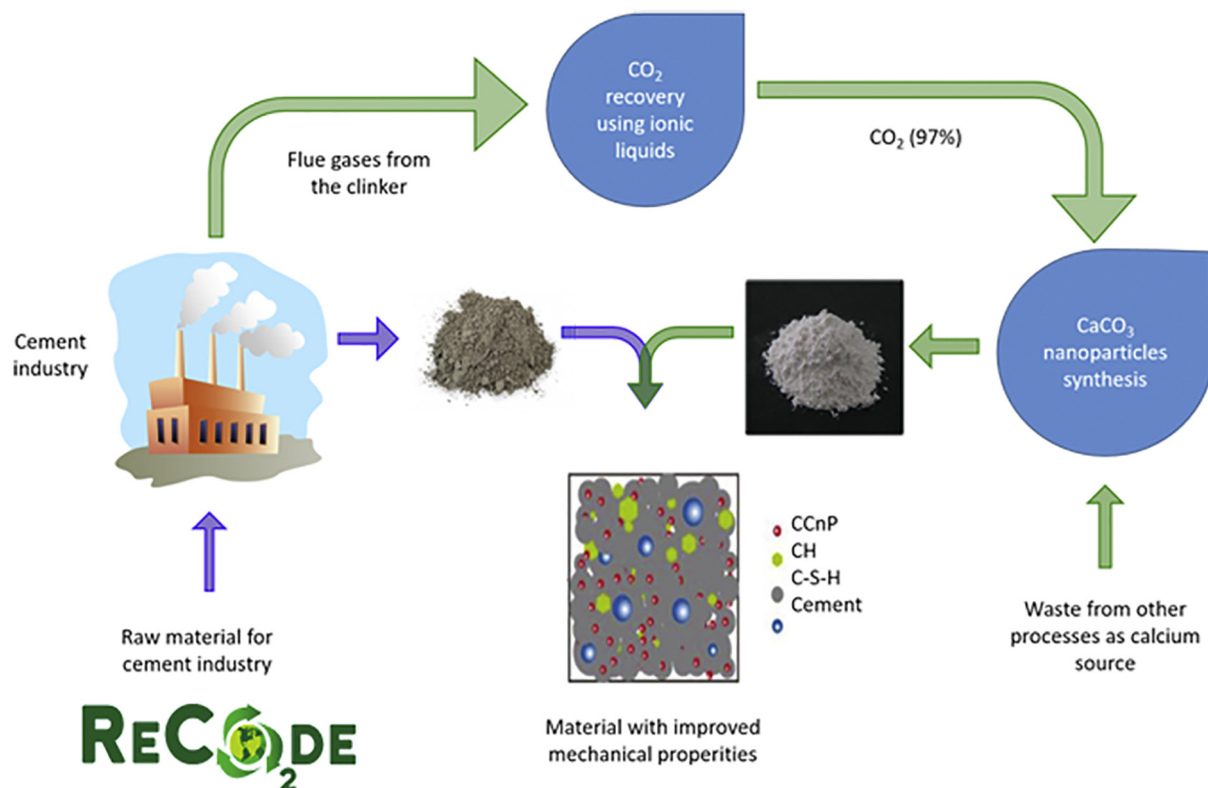 CO₂
recovery
using ionic
liquids
CO₂ (97%)
Flue gases from
the clinker
Cement
industry
CaCO₃
nanoparticles
synthesis
CCnP
CH
C-S-H
Cement
Raw material for
cement industry
Waste from other
processes as calcium
source
Material with improved
mechanical properities
RECO₂DE